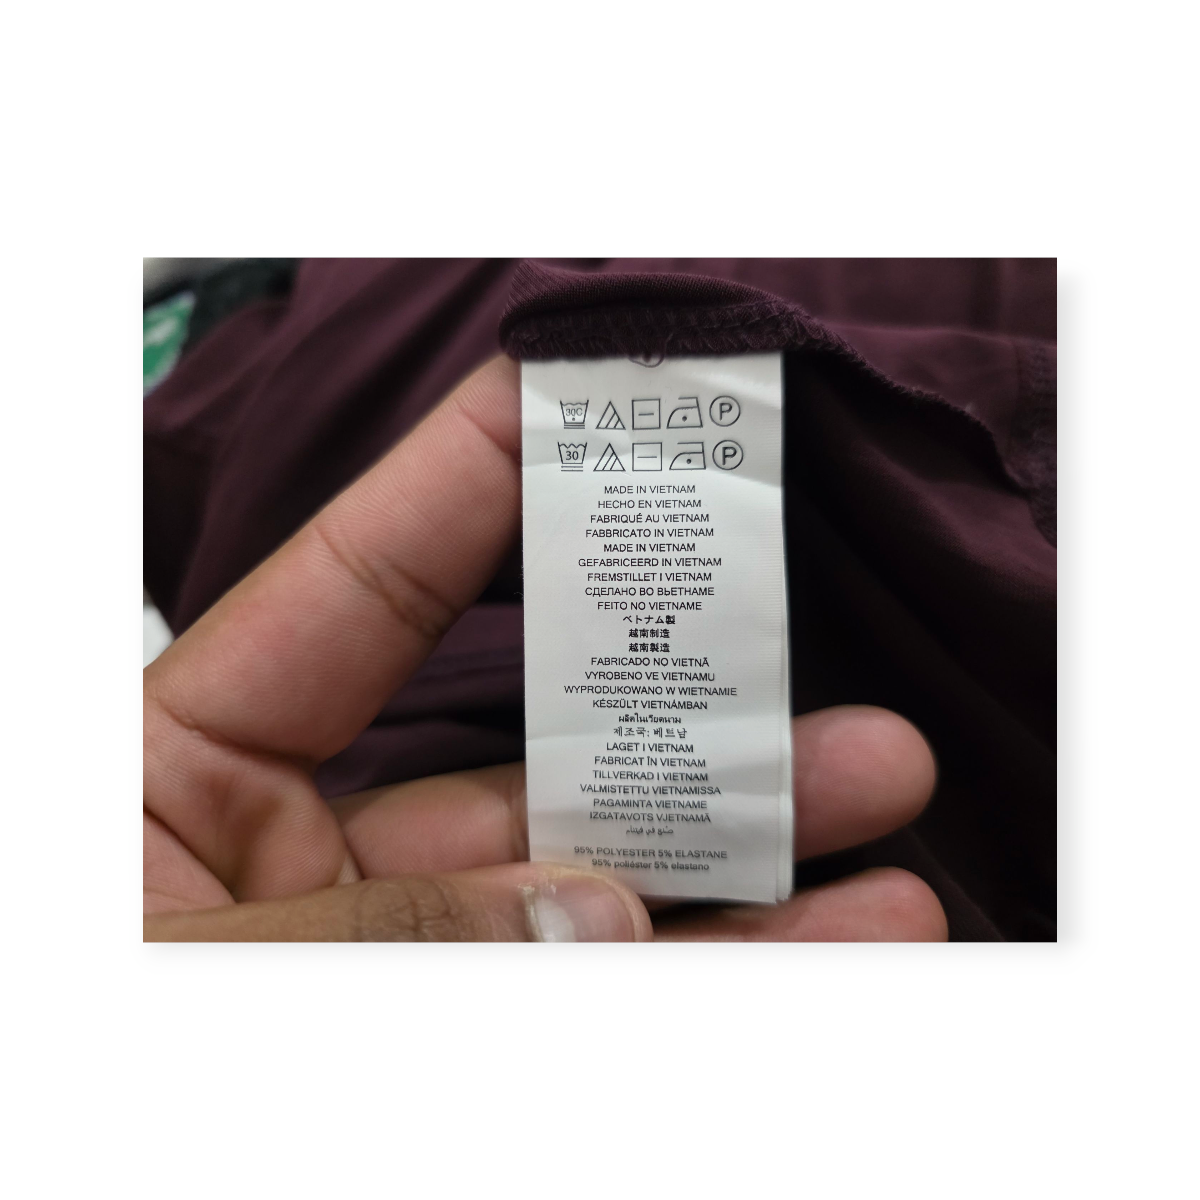 30C P
30 P
MADE IN VIETNAM
HECHO EN VIETNAM
FABRIQUÉ AU VIETNAM
FABBRICATO IN VIETNAM
MADE IN VIETNAM
GEFABRICEERD IN VIETNAM
FREMSTILLET I VIETNAM
СДЕЛАНО ВО ВЬЕТНАМЕ
FEITO NO VIETNAME
ベトナム製
越南制造
越南製造
FABRICADO NO VIETNÃ
VYROBENO VE VIETNAMU
WYPRODUKOWANO W WIETNAMIE
KÉSZÜLT VIETNÁMBAN
ผลิตในเวียดนาม
제조국: 베트남
LAGET I VIETNAM
FABRICAT ÎN VIETNAM
TILLVERKAD I VIETNAM
VALMISTETTU VIETNAMISSA
PAGAMINTA VIETNAME
IZGATAVOTS VJETNAMĀ
صنع في فيتنام
95% POLYESTER 5% ELASTANE
95% poliéster 5% elastano